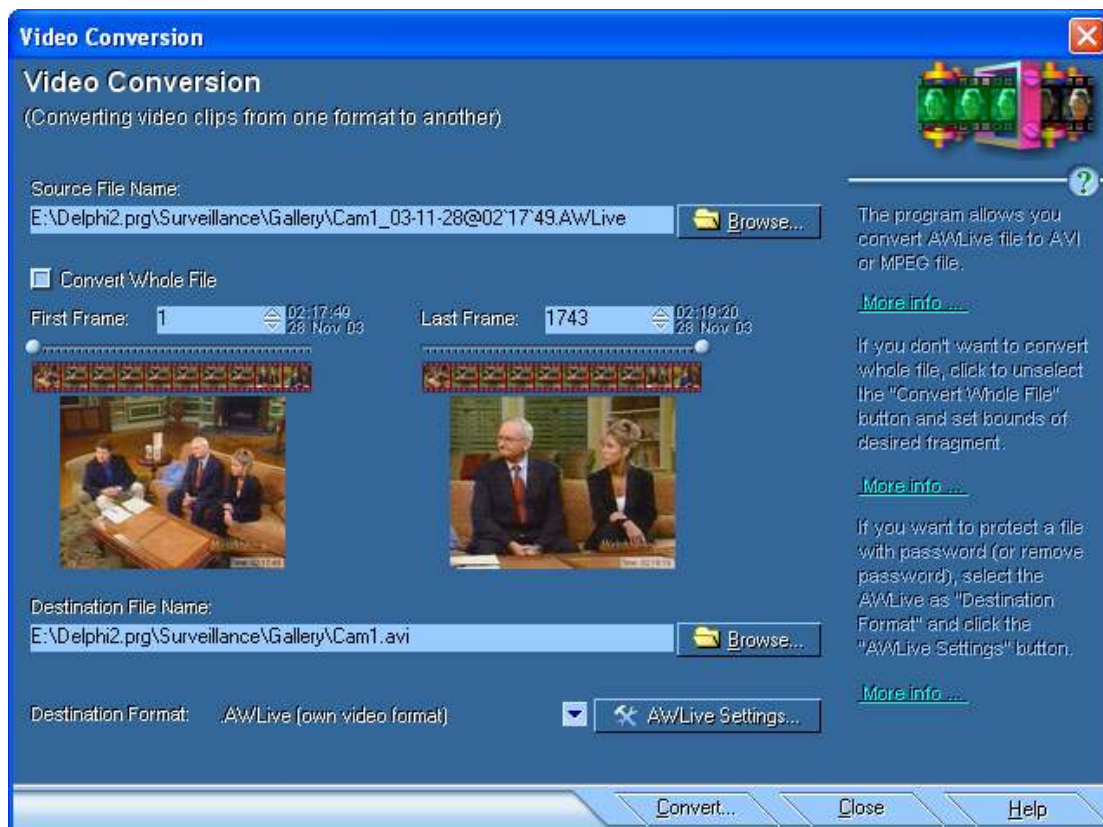 Video Conversion
Video Conversion
(Converting video clips from one format to another)
Source File Name:
E:\Delphi2.prg\Surveillance\Gallery\Cam1_03-11-28@02`17`49.AWLive
Browse...
Convert Whole File
First Frame: 1 02:17:49
28 Nov 03
Last Frame: 1743 02:19:20
28 Nov 03
Destination File Name:
E:\Delphi2.prg\Surveillance\Gallery\Cam1.avi
Browse...
Destination Format: .AWLive (own video format)
AWLive Settings...
?
The program allows you
convert AWLive file to AVI
or MPEG file.
More info ...
If you don't want to convert
whole file, click to unselect
the "Convert Whole File"
button and set bounds of
desired fragment.
More info ...
If you want to protect a file
with password (or remove
password), select the
AWLive as "Destination
Format" and click the
"AWLive Settings" button.
More info ...
Convert...
Close
Help